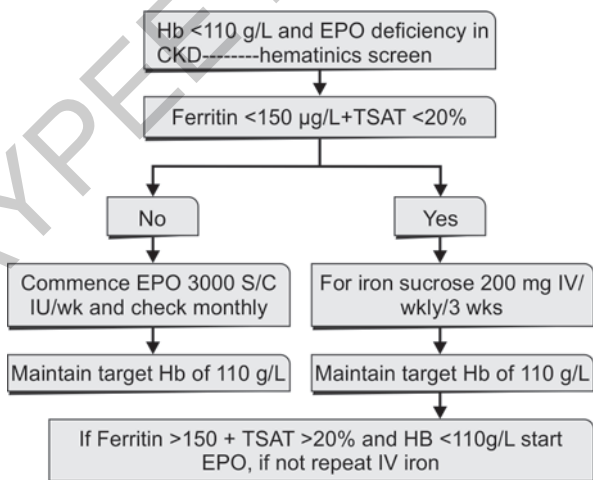 Hb <110 g/L and EPO deficiency in
CKD--------hematinics screen
Ferritin <150 µg/L+TSAT <20%
No
Yes
Commence EPO 3000 S/C
IU/wk and check monthly
For iron sucrose 200 mg IV/
wkly/3 wks
Maintain target Hb of 110 g/L
Maintain target Hb of 110 g/L
If Ferritin >150 + TSAT >20% and HB <110g/L start
EPO, if not repeat IV iron